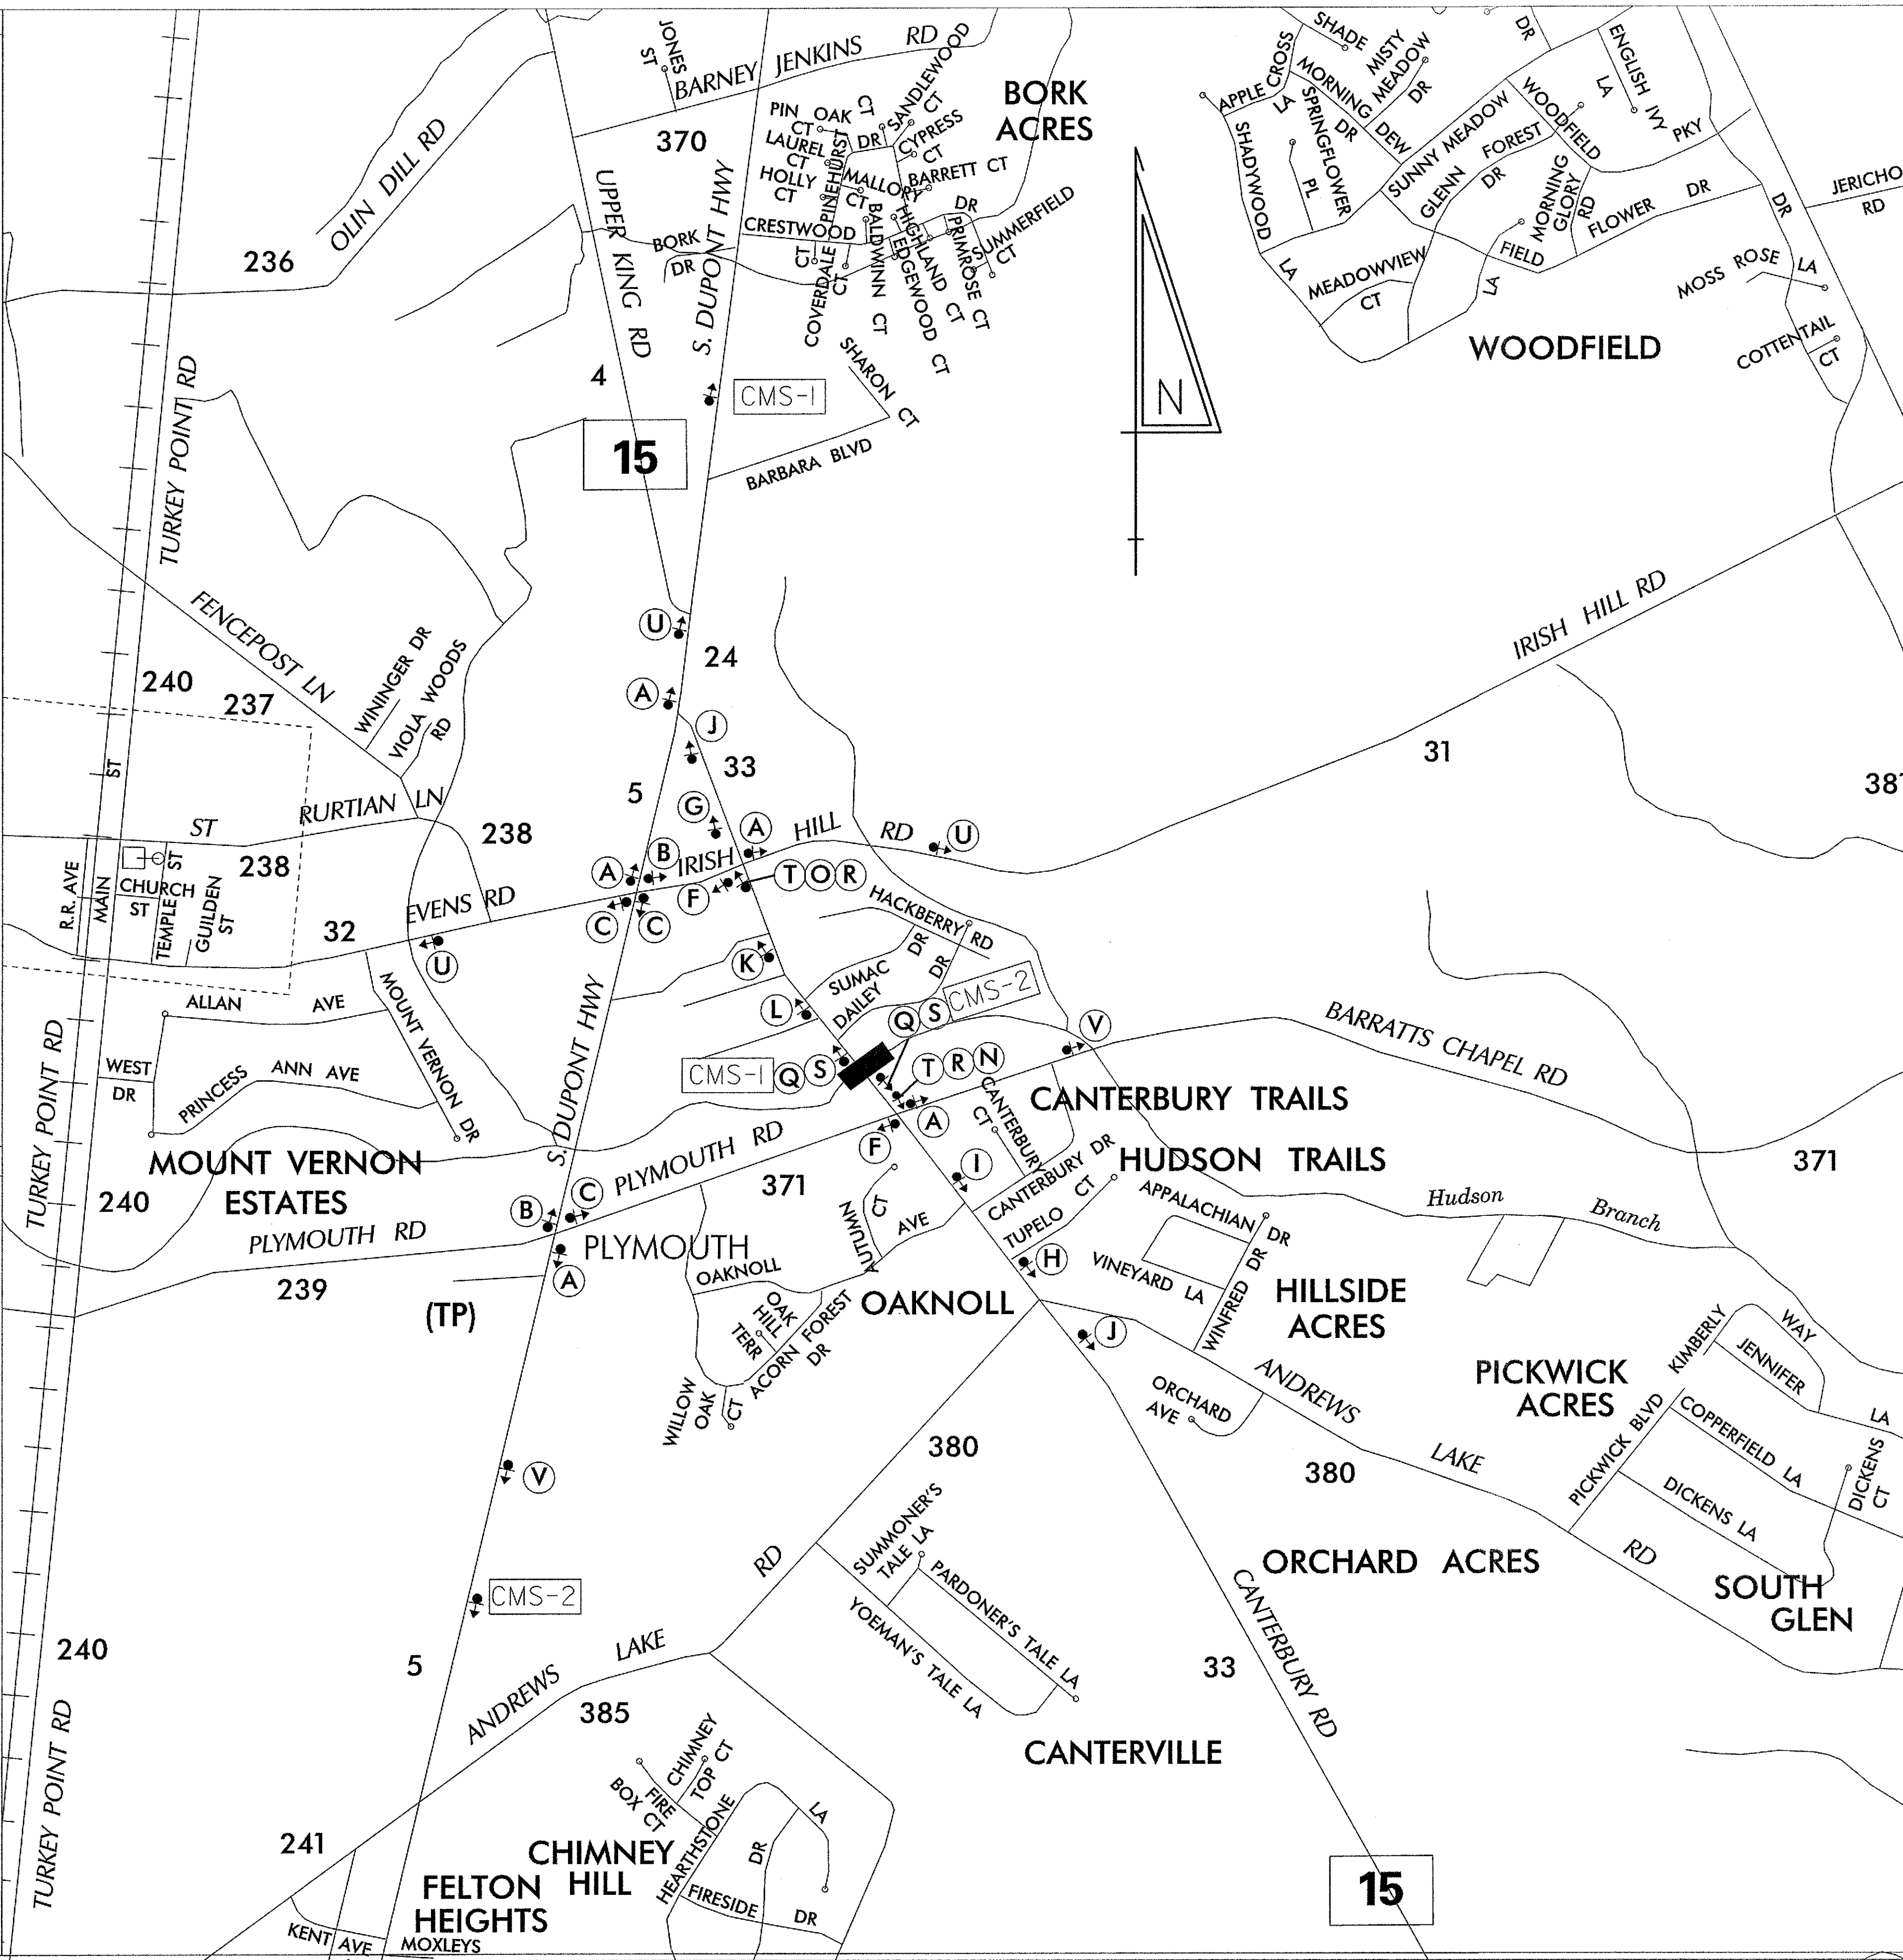 JONES ST
BARNEY JENKINS RD
SANDLEWOOD CT
BORK
ACRES
PIN OAK CT
CT
LAUREL
CT
HOLLY
CT
PINEHURST
DR
CYPRESS
CT
BARRETT CT
MALLORY
CT
370
OLIN DILL RD
236
UPPER KING RD
S. DUPONT HWY
BORK
DR
CRESTWOOD
DR
COVERDALE CT
CT
BALDWINN CT
HIGHLAND CT
EDGEWOOD CT
PRIMROSE CT
SUMMERFIELD
CT
SHARON CT
BARBARA BLVD
4
CMS-1
15
N
SHADE
MISTY
MEADOW
DR
DR
ENGLISH IVY
LA
APPLE CROSS
LA
MORNING DEW
DR
SPRINGFLOWER
PL
SHADYWOOD
LA
SUNNY MEADOW
WOODFIELD
PKY
GLENN FOREST
DR
MORNING
GLORY
RD
FLOWER DR
FIELD
LA
MEADOWVIEW
CT
DR
JERICHO
RD
MOSS ROSE LA
COTTENTAIL
CT
WOODFIELD
TURKEY POINT RD
FENCEPOST LN
WININGER DR
VIOLA WOODS
RD
240
237
U
24
A
J
33
5
G
A
B
IRISH HILL RD
U
IRISH HILL RD
31
381
ST
ST
RURTIAN LN
238
238
R.R. AVE
MAIN
CHURCH
ST
ST
TEMPLE
GUILDEN
ST
32
EVENS RD
A
C
C
F
T O R
U
HACKBERRY RD
SUMAC
DR
DAILEY
DR
K
L
Q S
CMS-2
CMS-1
Q S
T R N
V
BARRATTS CHAPEL RD
ALLAN AVE
MOUNT VERNON DR
WEST
DR
PRINCESS ANN AVE
TURKEY POINT RD
S. DUPONT HWY
MOUNT VERNON
ESTATES
240
PLYMOUTH RD
239
PLYMOUTH RD
371
A
F
I
CANTERBURY
CT
CANTERBURY TRAILS
CANTERBURY DR
HUDSON TRAILS
371
Hudson Branch
B
C
PLYMOUTH
A
(TP)
AUTUMN
CT
AVE
OAKNOLL
OAKNOLL
OAK
HILL
TERR
ACORN FOREST
DR
WILLOW
OAK
CT
TUPELO CT
H
J
APPALACHIAN
DR
VINEYARD LA
WINFRED DR
HILLSIDE
ACRES
ORCHARD
AVE
ANDREWS LAKE RD
380
380
PICKWICK
ACRES
KIMBERLY WAY
JENNIFER LA
PICKWICK BLVD
COPPERFIELD LA
DICKENS
CT
DICKENS LA
V
CMS-2
SUMMONER'S
TALE LA
PARDONER'S TALE LA
YOEMAN'S TALE LA
ORCHARD ACRES
SOUTH
GLEN
240
5
ANDREWS LAKE RD
385
33
CANTERBURY RD
CANTERVILLE
TURKEY POINT RD
CHIMNEY
TOP CT
FIRE
BOX CT
HEARTHSTONE
LA
DR
FIRESIDE DR
CHIMNEY
HILL
241
FELTON
HEIGHTS
KENT AVE
MOXLEYS
15